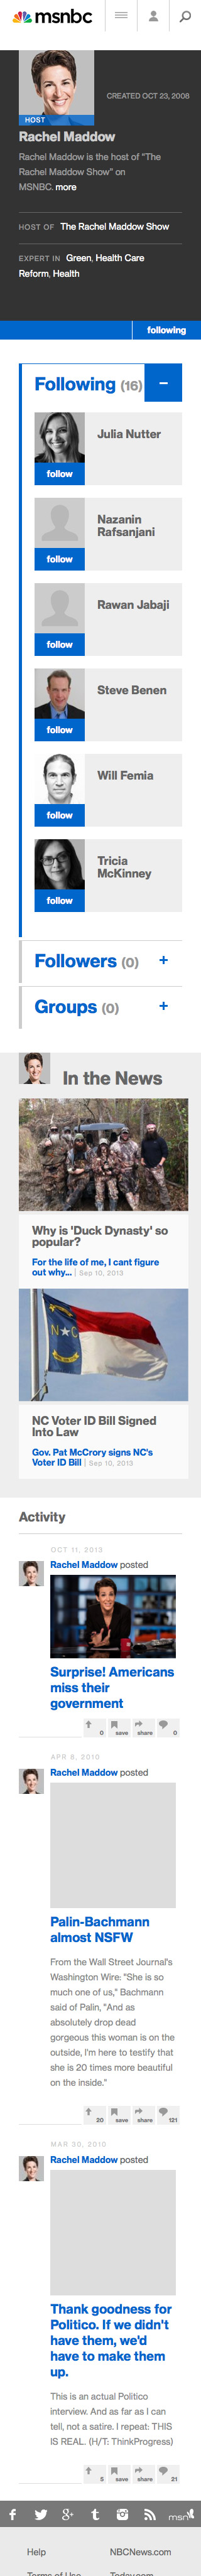 msnbc
CREATED OCT 23, 2008
HOST
Rachel Maddow
Rachel Maddow is the host of "The
Rachel Maddow Show" on
MSNBC. more
HOST OF The Rachel Maddow Show
EXPERT IN Green, Health Care
Reform, Health
following
Following (16)
Julia Nutter
follow
Nazanin
Rafsanjani
follow
Rawan Jabaji
follow
Steve Benen
follow
Will Femia
follow
Tricia
McKinney
follow
Followers (0)
Groups (0)
In the News
Why is 'Duck Dynasty' so
popular?
For the life of me, I cant figure
out why... | Sep 10, 2013
NC Voter ID Bill Signed
Into Law
Gov. Pat McCrory signs NC's
Voter ID Bill | Sep 10, 2013
Activity
OCT 11, 2013
Rachel Maddow posted
Surprise! Americans
miss their
government
0 save share 0
APR 8, 2010
Rachel Maddow posted
Palin-Bachmann
almost NSFW
From the Wall Street Journal's
Washington Wire: "She is so
much one of us," Bachmann
said of Palin, "And as
absolutely drop dead
gorgeous this woman is on the
outside, I'm here to testify that
she is 20 times more beautiful
on the inside."
20 save share 121
MAR 30, 2010
Rachel Maddow posted
Thank goodness for
Politico. If we didn't
have them, we'd
have to make them
up.
This is an actual Politico
interview. And as far as I can
tell, not a satire. I repeat: THIS
IS REAL. (H/T: ThinkProgress)
5 save share 21
msn
Help NBCNews.com
Terms of Use Today.com